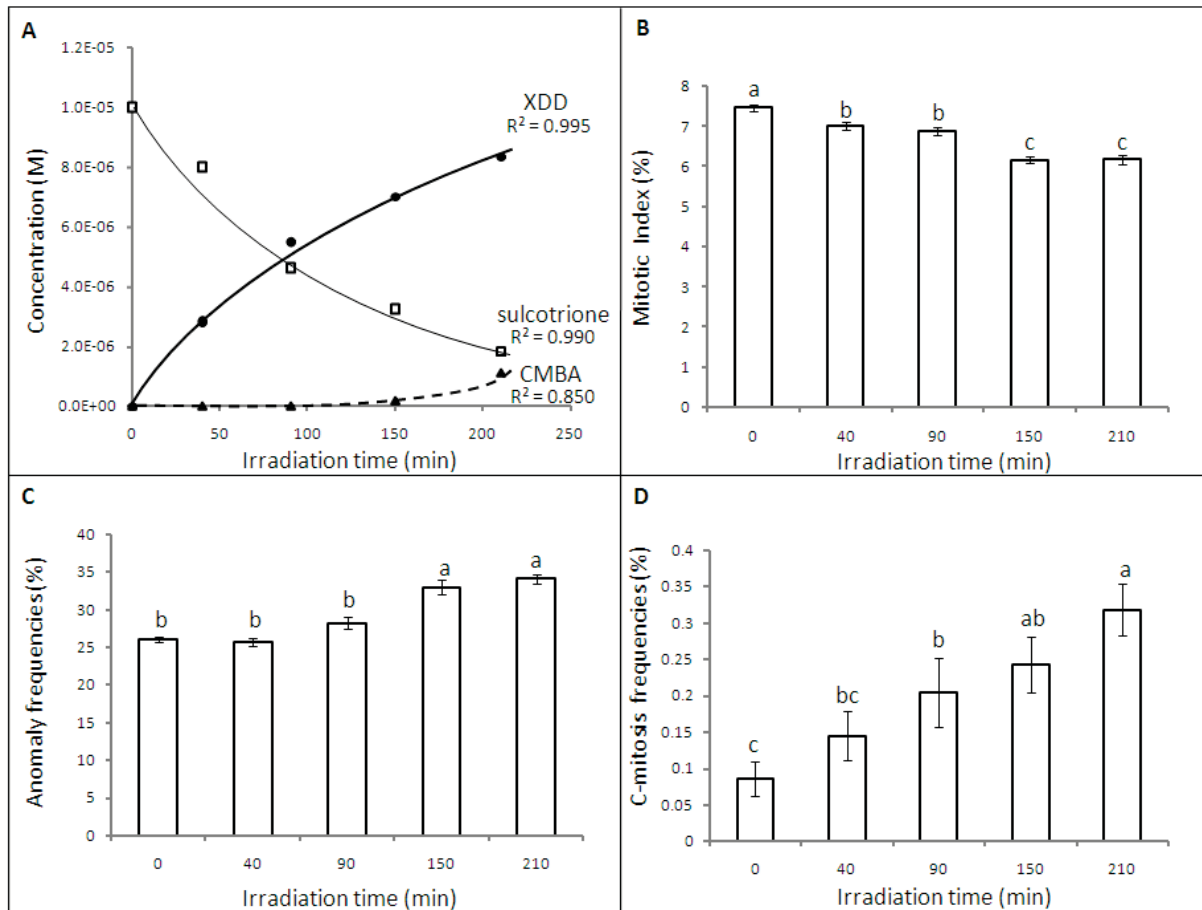 A
1.2E-05
1.0E-05
8.0E-06
6.0E-06
4.0E-06
2.0E-06
0.0E+00
Concentration (M)
XDD
R² = 0.995
sulcotrione
R² = 0.990
CMBA
R² = 0.850
0 50 100 150 200 250
Irradiation time (min)
B
8
7
6
5
4
3
2
1
0
Mitotic Index (%)
a b b c c
0 40 90 150 210
Irradiation time (min)
C
40
35
30
25
20
15
10
5
0
Anomaly frequencies(%)
b b b a a
0 40 90 150 210
Irradiation time (min)
D
0.4
0.35
0.3
0.25
0.2
0.15
0.1
0.05
0
C-mitosis frequencies(%)
c bc b ab a
0 40 90 150 210
Irradiation time (min)